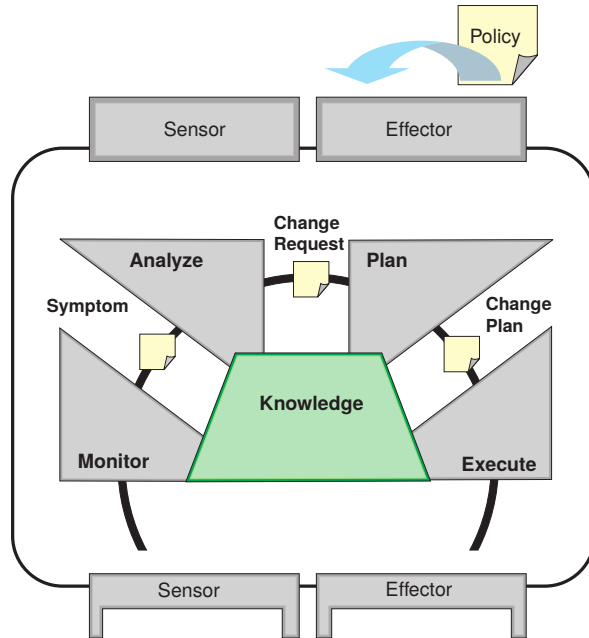 Policy
Sensor
Effector
Change
Request
Analyze
Plan
Symptom
Change
Plan
Knowledge
Monitor
Execute
Sensor
Effector